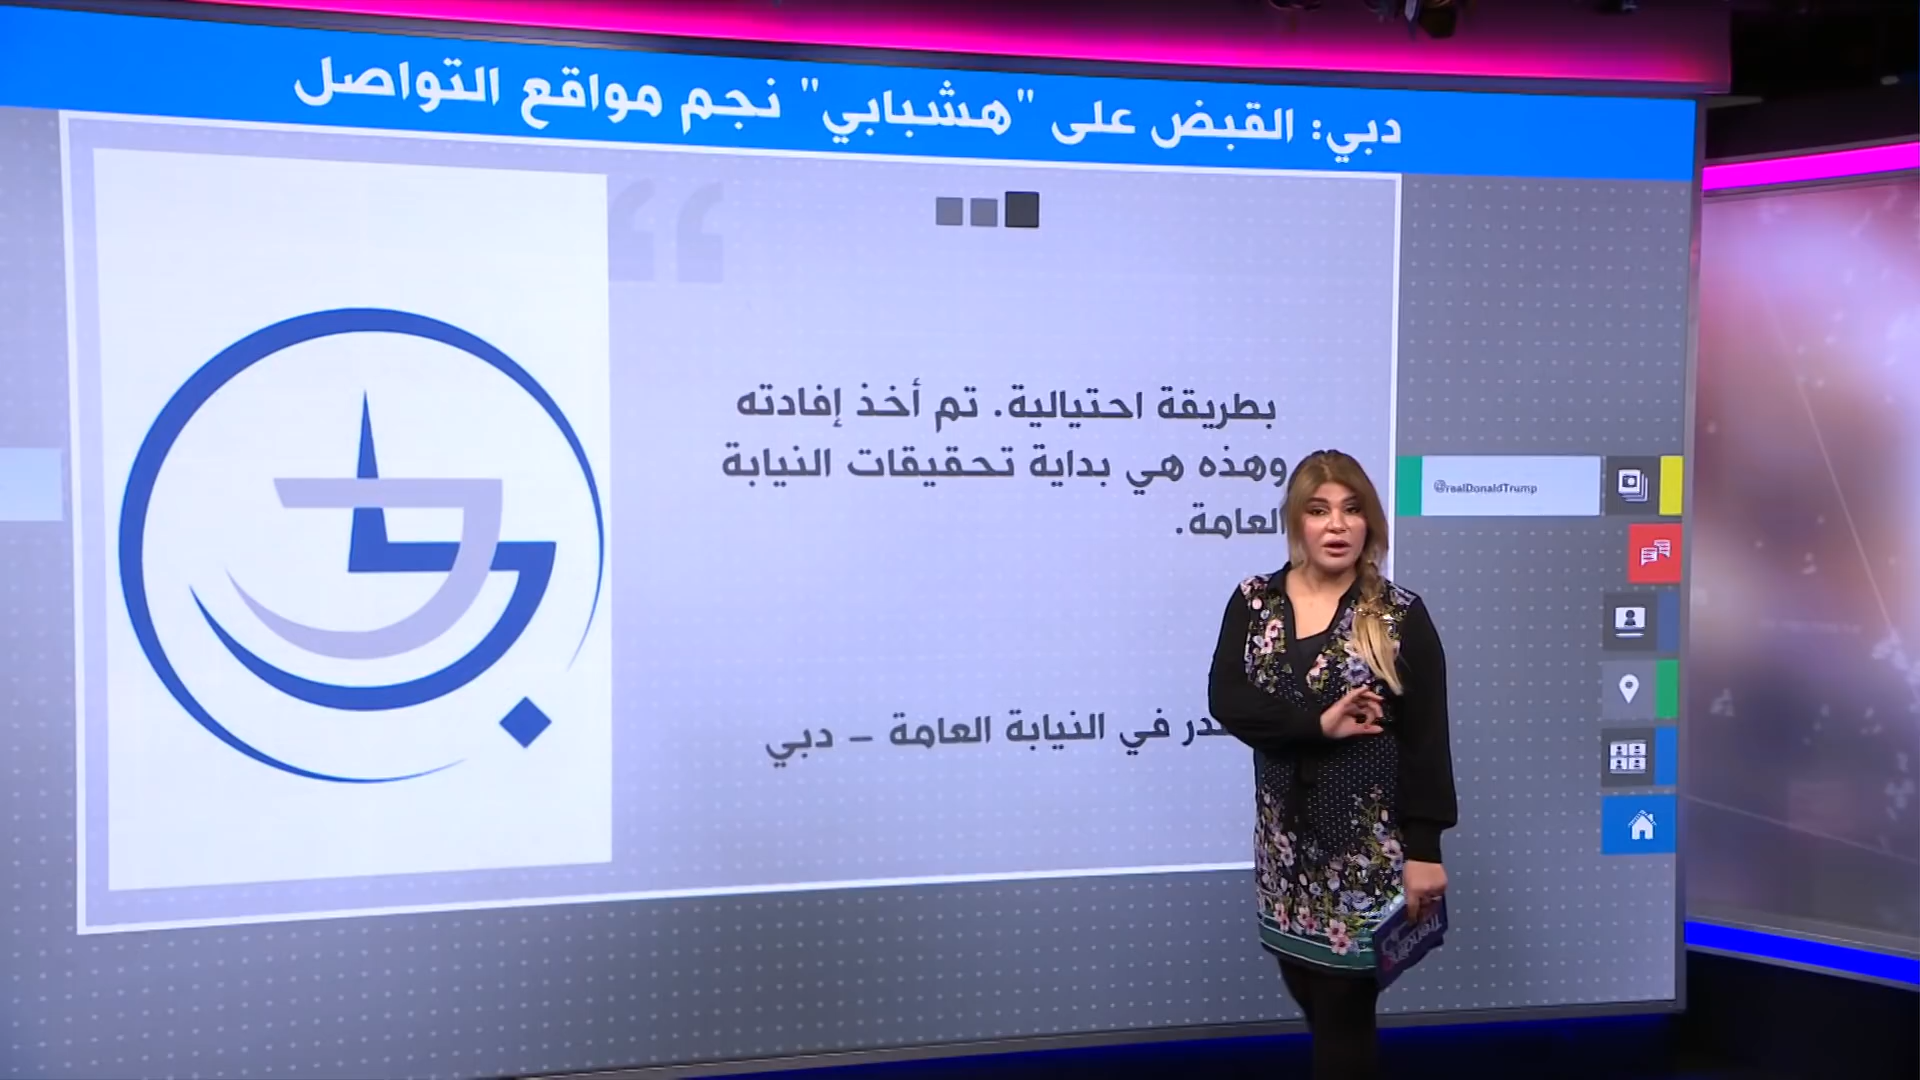 دبي: القبض على "هشبابي" نجم مواقع التواصل
بطريقة احتيالية. تم أخذ إفادته
وهذه هي بداية تحقيقات النيابة
العامة.
في النيابة العامة – دبي
@realDonaldTrump